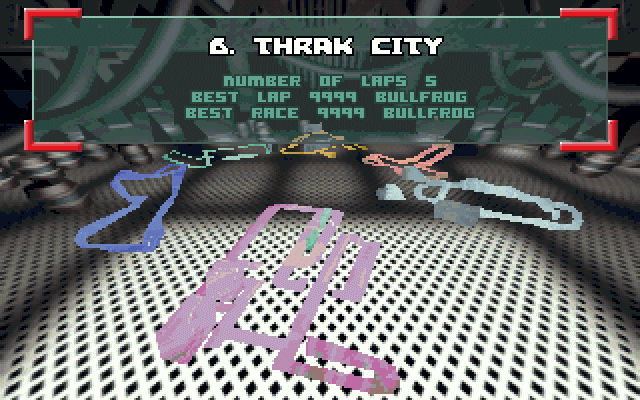 6. THRAK CITY
NUMBER OF LAPS 5
BEST LAP 9999 BULLFROG
BEST RACE 9999 BULLFROG